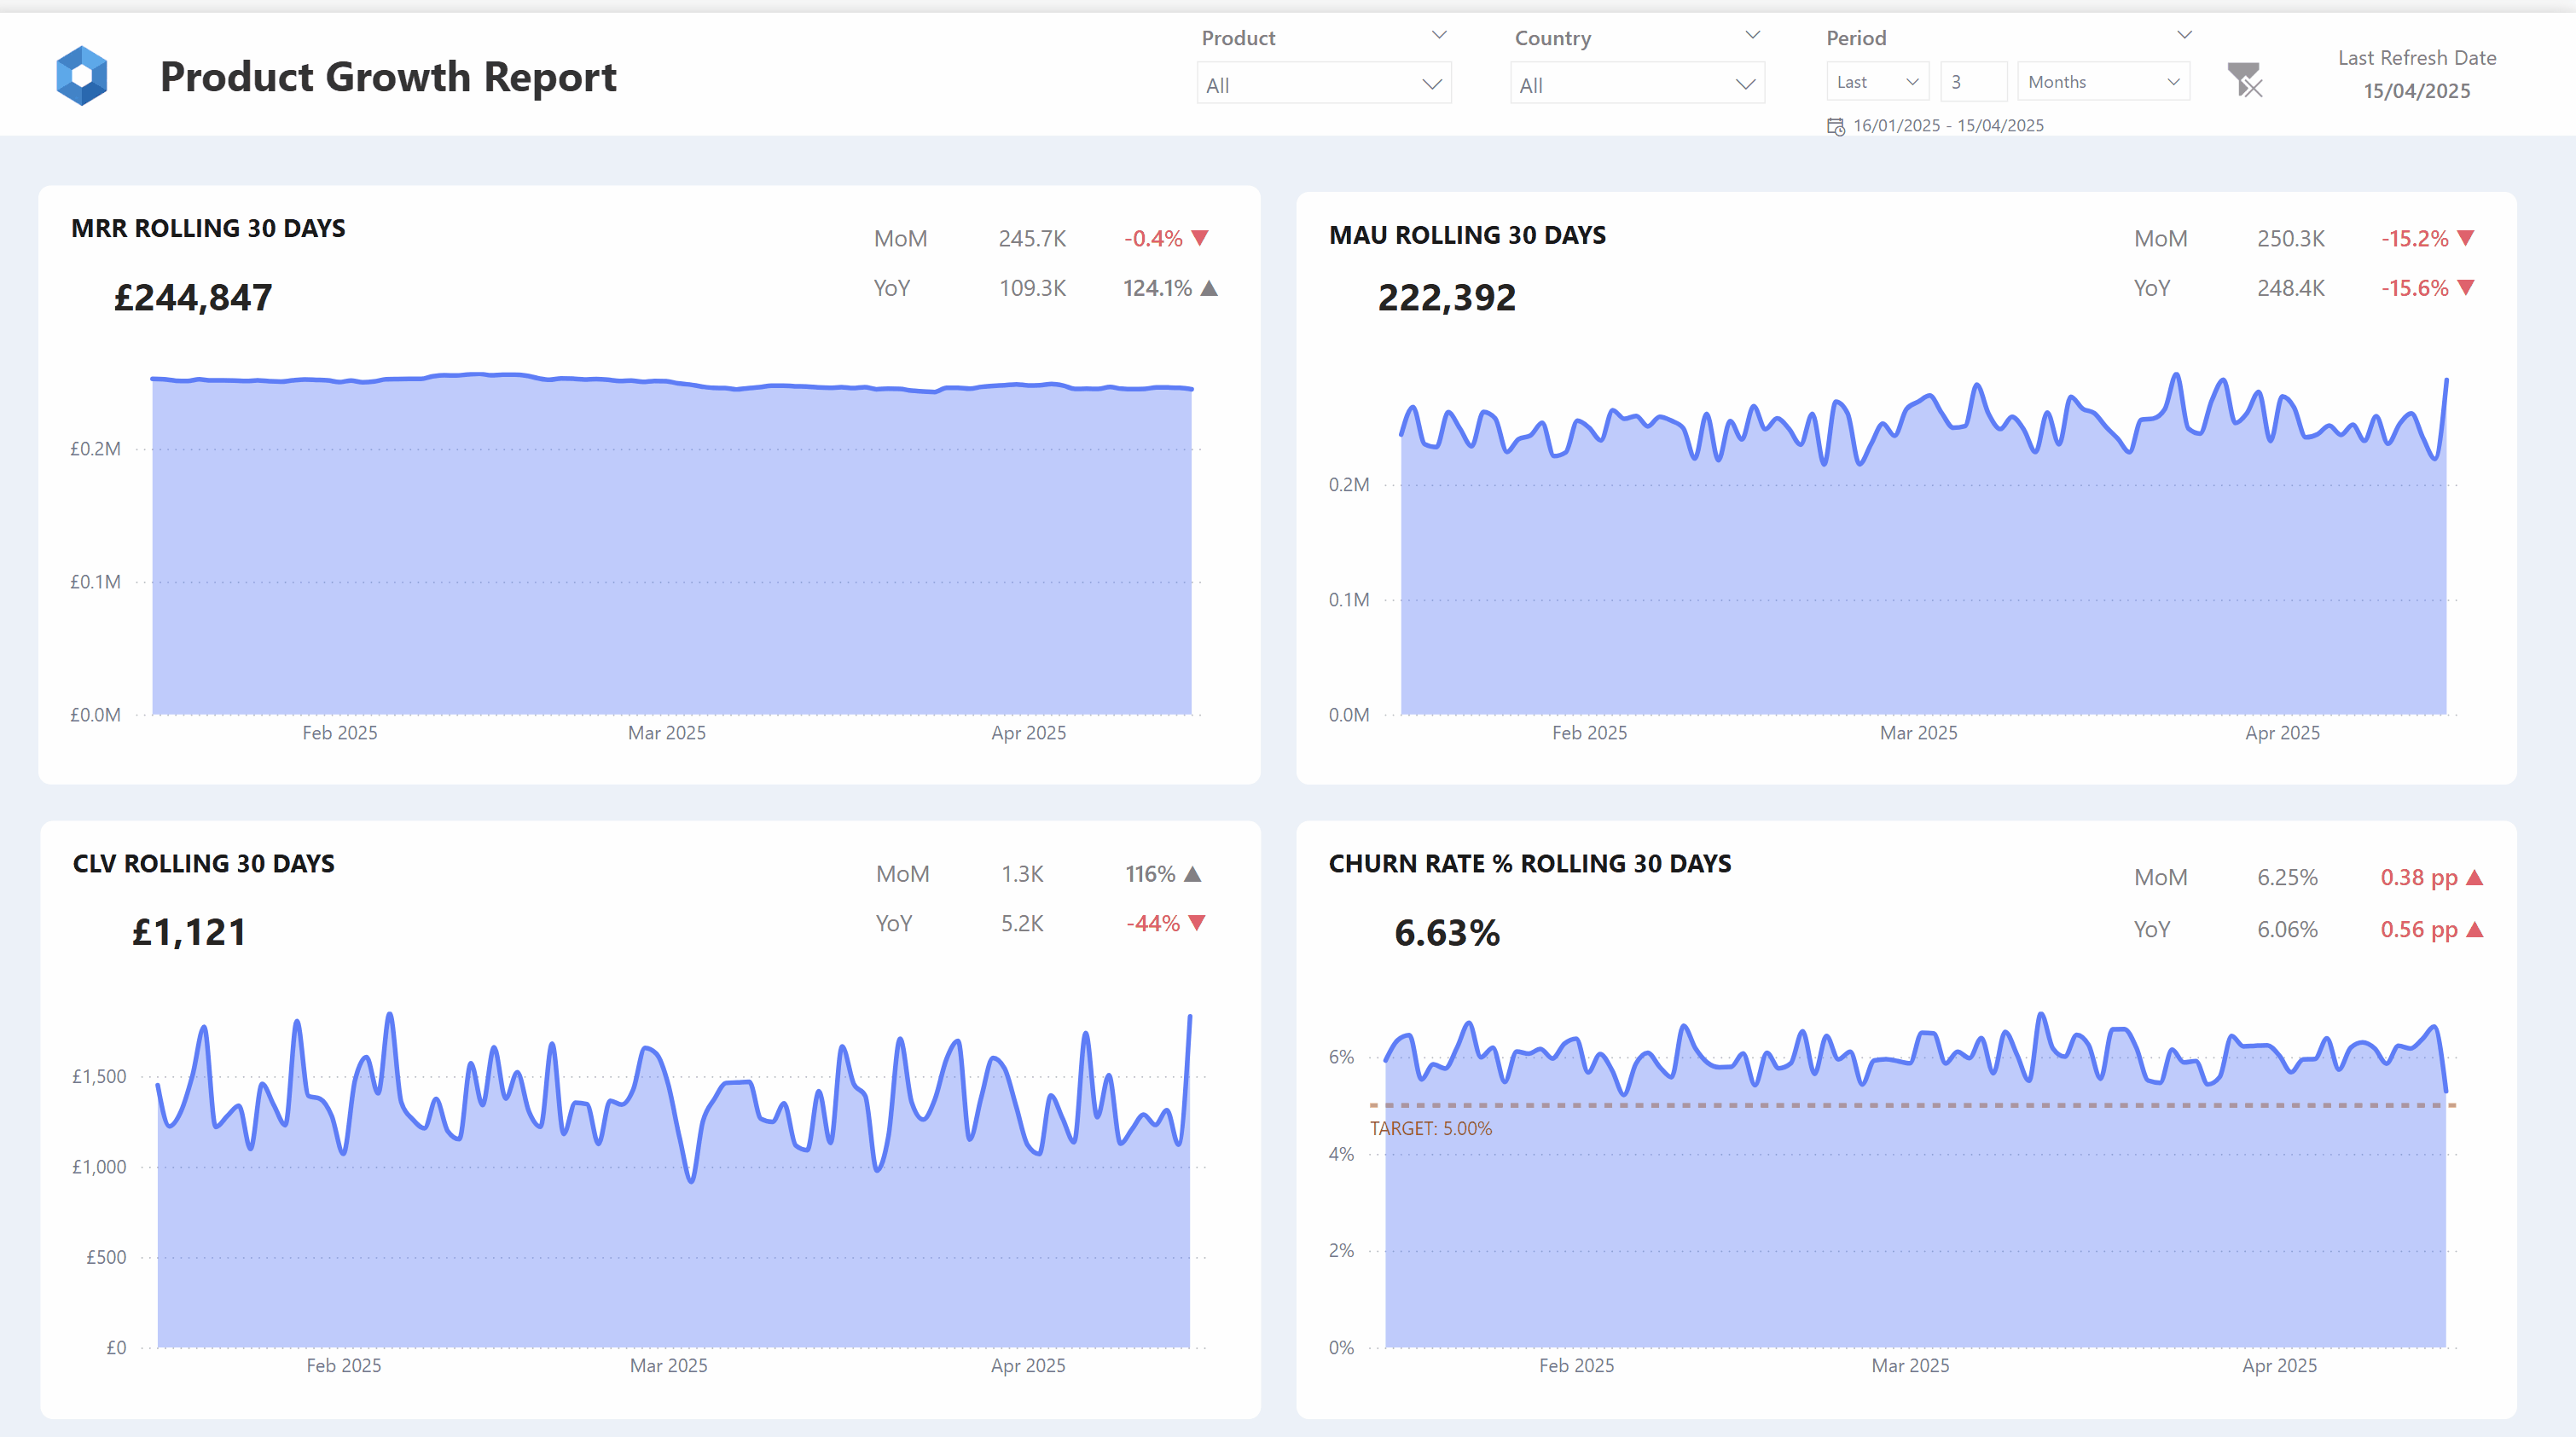 Product Growth Report
Product
All
Country
All
Period
Last 3 Months
16/01/2025 - 15/04/2025
Last Refresh Date
15/04/2025
MRR ROLLING 30 DAYS
£244,847
MoM 245.7K -0.4% ▼
YoY 109.3K 124.1% ▲
£0.2M
£0.1M
£0.0M
Feb 2025 Mar 2025 Apr 2025
MAU ROLLING 30 DAYS
222,392
MoM 250.3K -15.2% ▼
YoY 248.4K -15.6% ▼
0.2M
0.1M
0.0M
Feb 2025 Mar 2025 Apr 2025
CLV ROLLING 30 DAYS
£1,121
MoM 1.3K 116% ▲
YoY 5.2K -44% ▼
£1,500
£1,000
£500
£0
Feb 2025 Mar 2025 Apr 2025
CHURN RATE % ROLLING 30 DAYS
6.63%
MoM 6.25% 0.38 pp ▲
YoY 6.06% 0.56 pp ▲
6%
TARGET: 5.00%
4%
2%
0%
Feb 2025 Mar 2025 Apr 2025